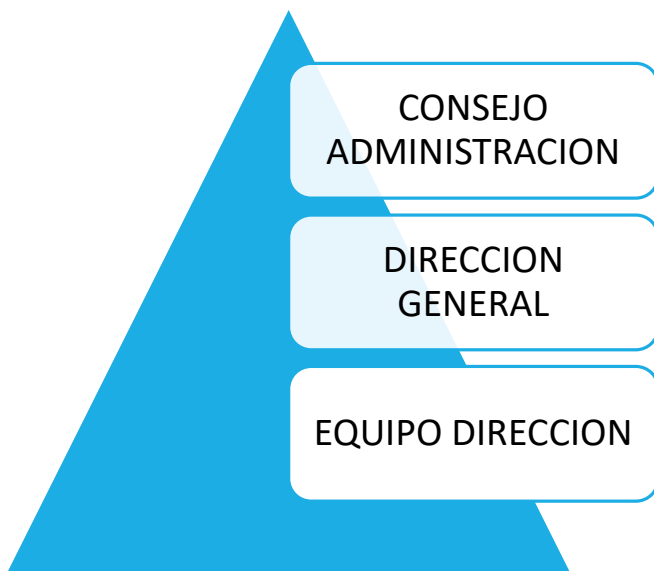 CONSEJO
ADMINISTRACION
DIRECCION
GENERAL
EQUIPO DIRECCION